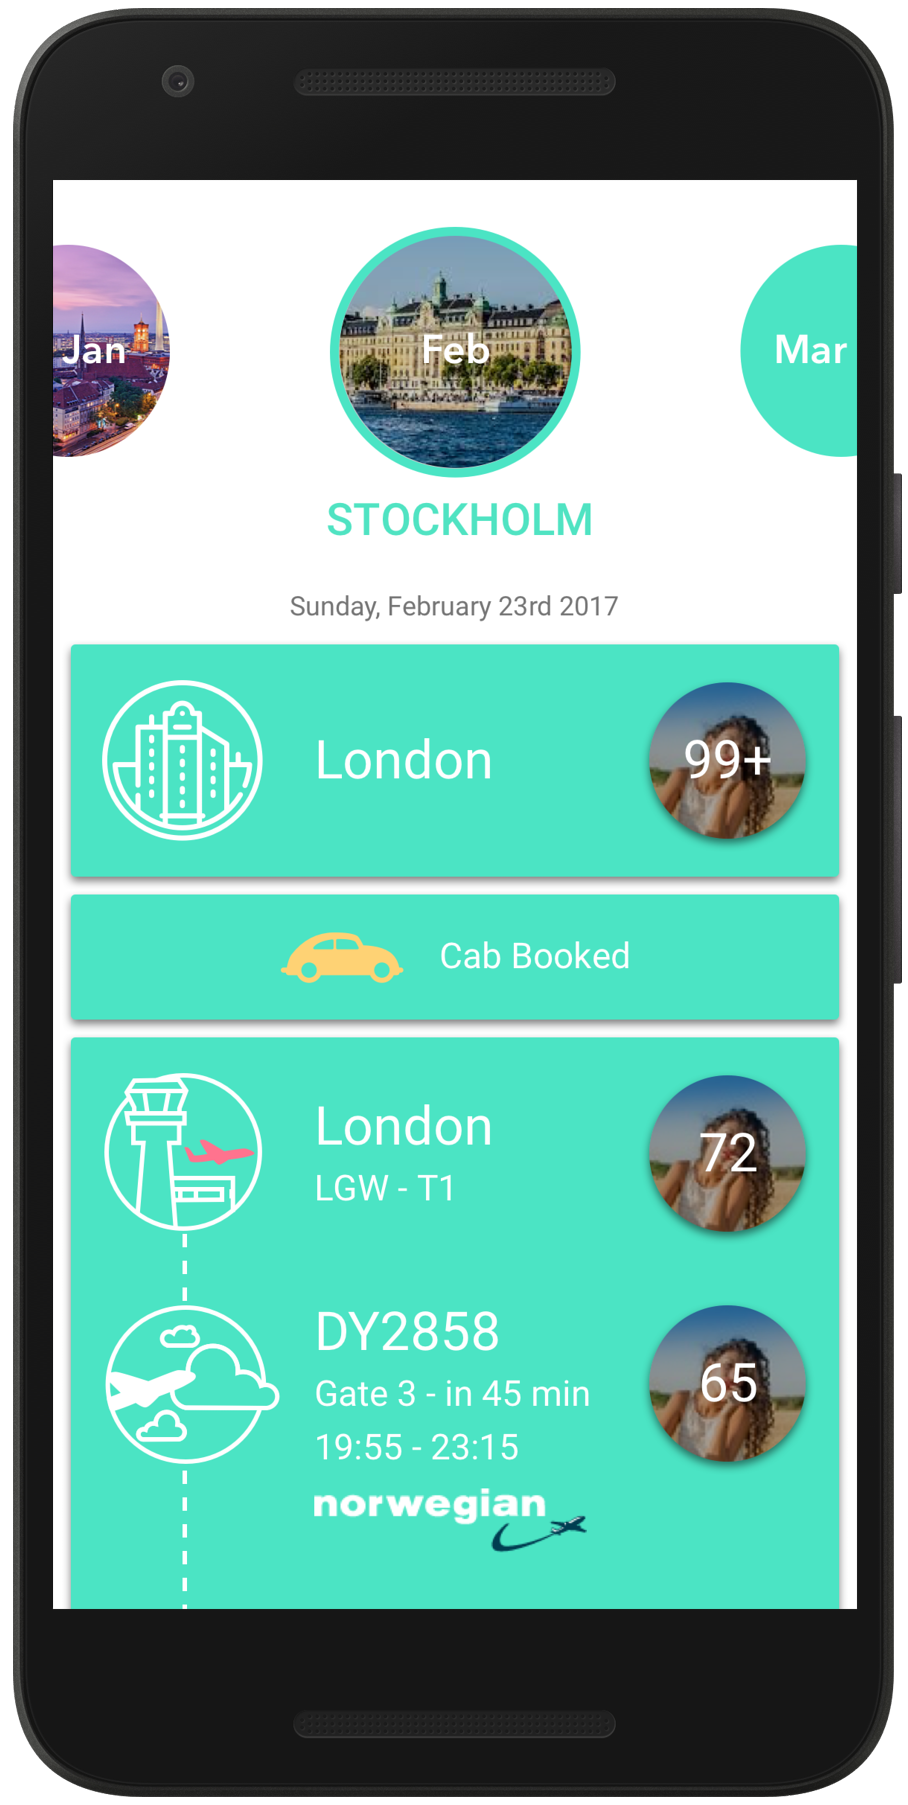 Jan
Feb
Mar
STOCKHOLM
Sunday, February 23rd 2017
London
99+
Cab Booked
London
72
LGW - T1
DY2858
65
Gate 3 - in 45 min
19:55 - 23:15
norwegian